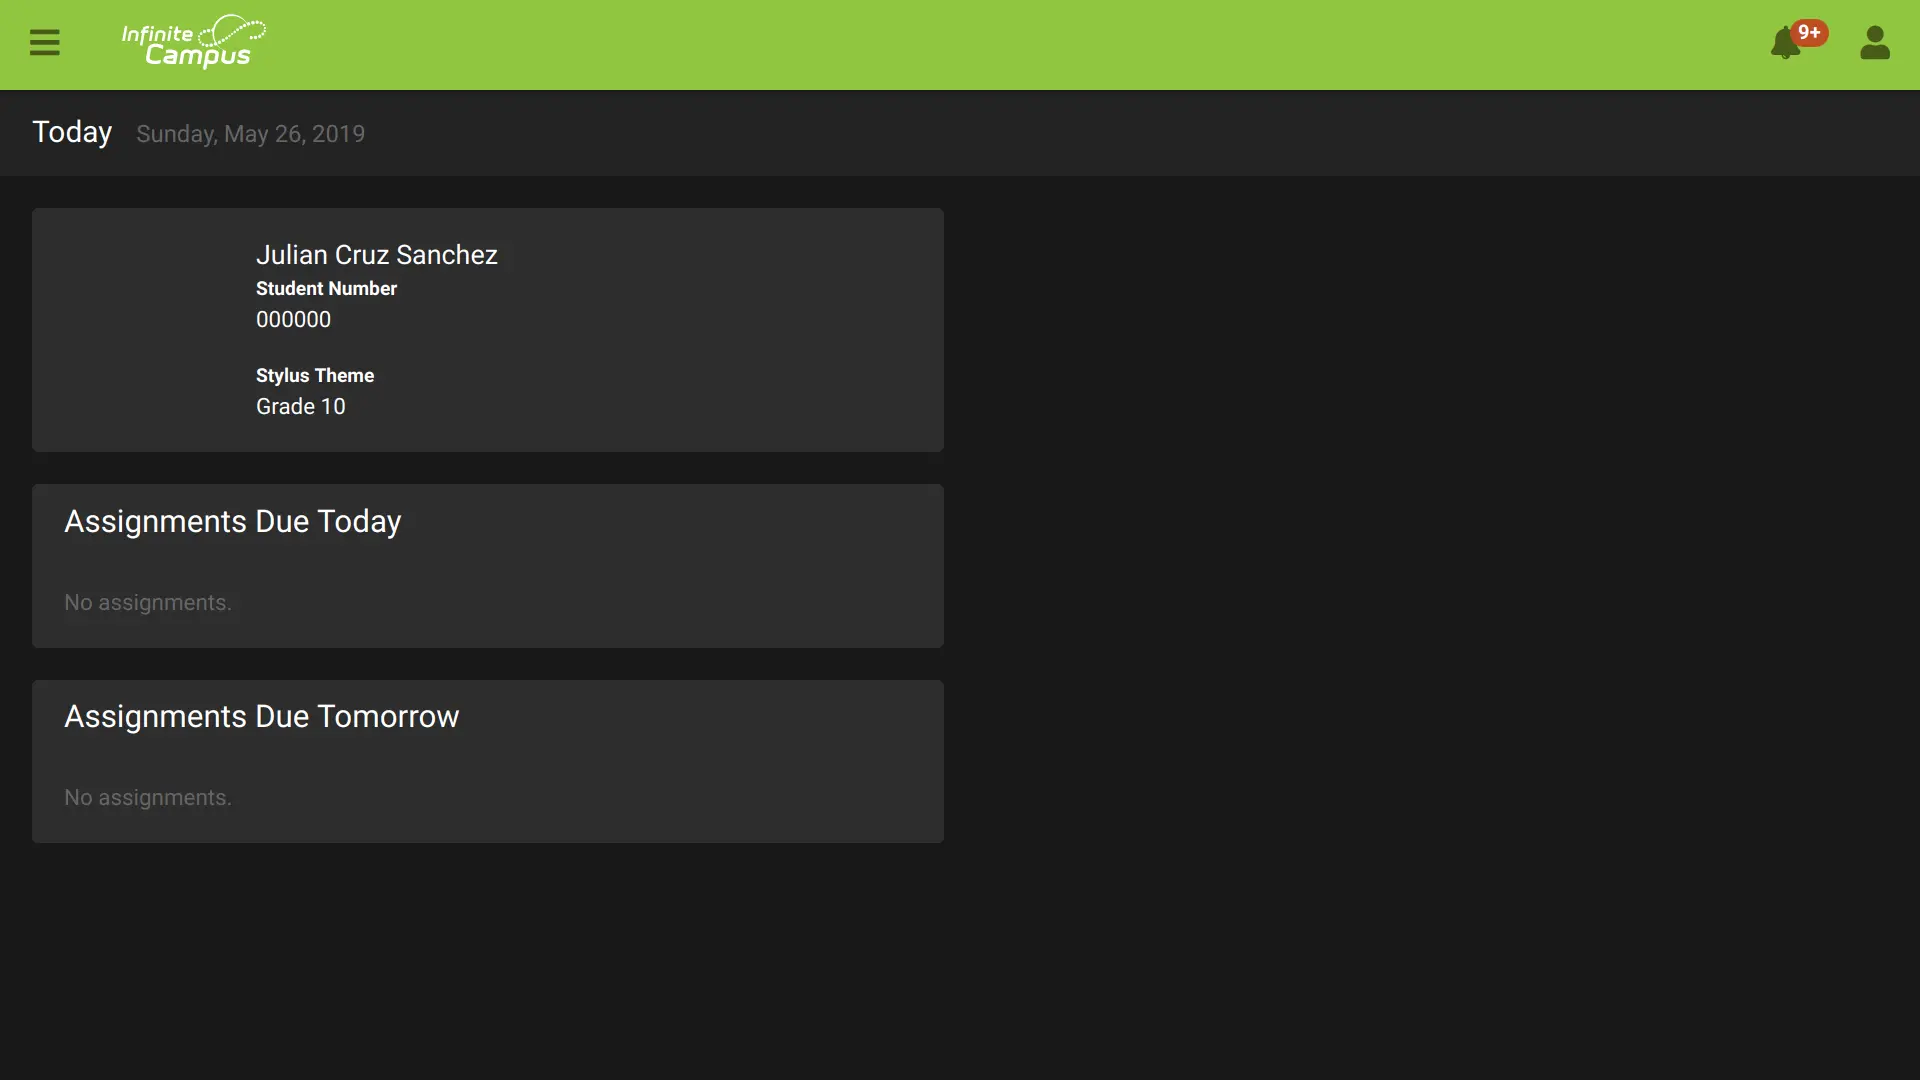 Infinite
Campus
9+
Today Sunday, May 26, 2019
Julian Cruz Sanchez
Student Number
000000
Stylus Theme
Grade 10
Assignments Due Today
No assignments.
Assignments Due Tomorrow
No assignments.